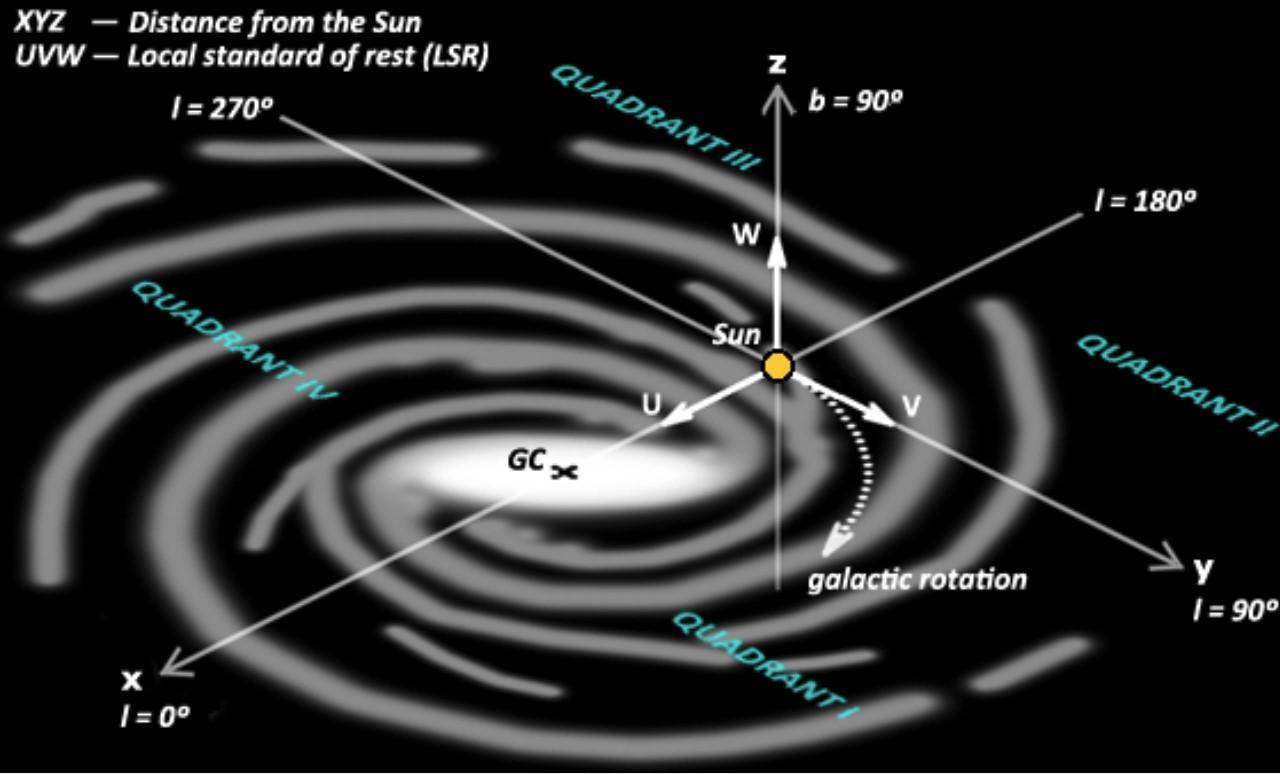 XYZ — Distance from the Sun
UVW — Local standard of rest (LSR)
z
b = 90º
QUADRANT III
l = 270º
l = 180º
W
QUADRANT IV
Sun
QUADRANT II
U
V
GC
galactic rotation
y
l = 90º
QUADRANT I
x
l = 0º